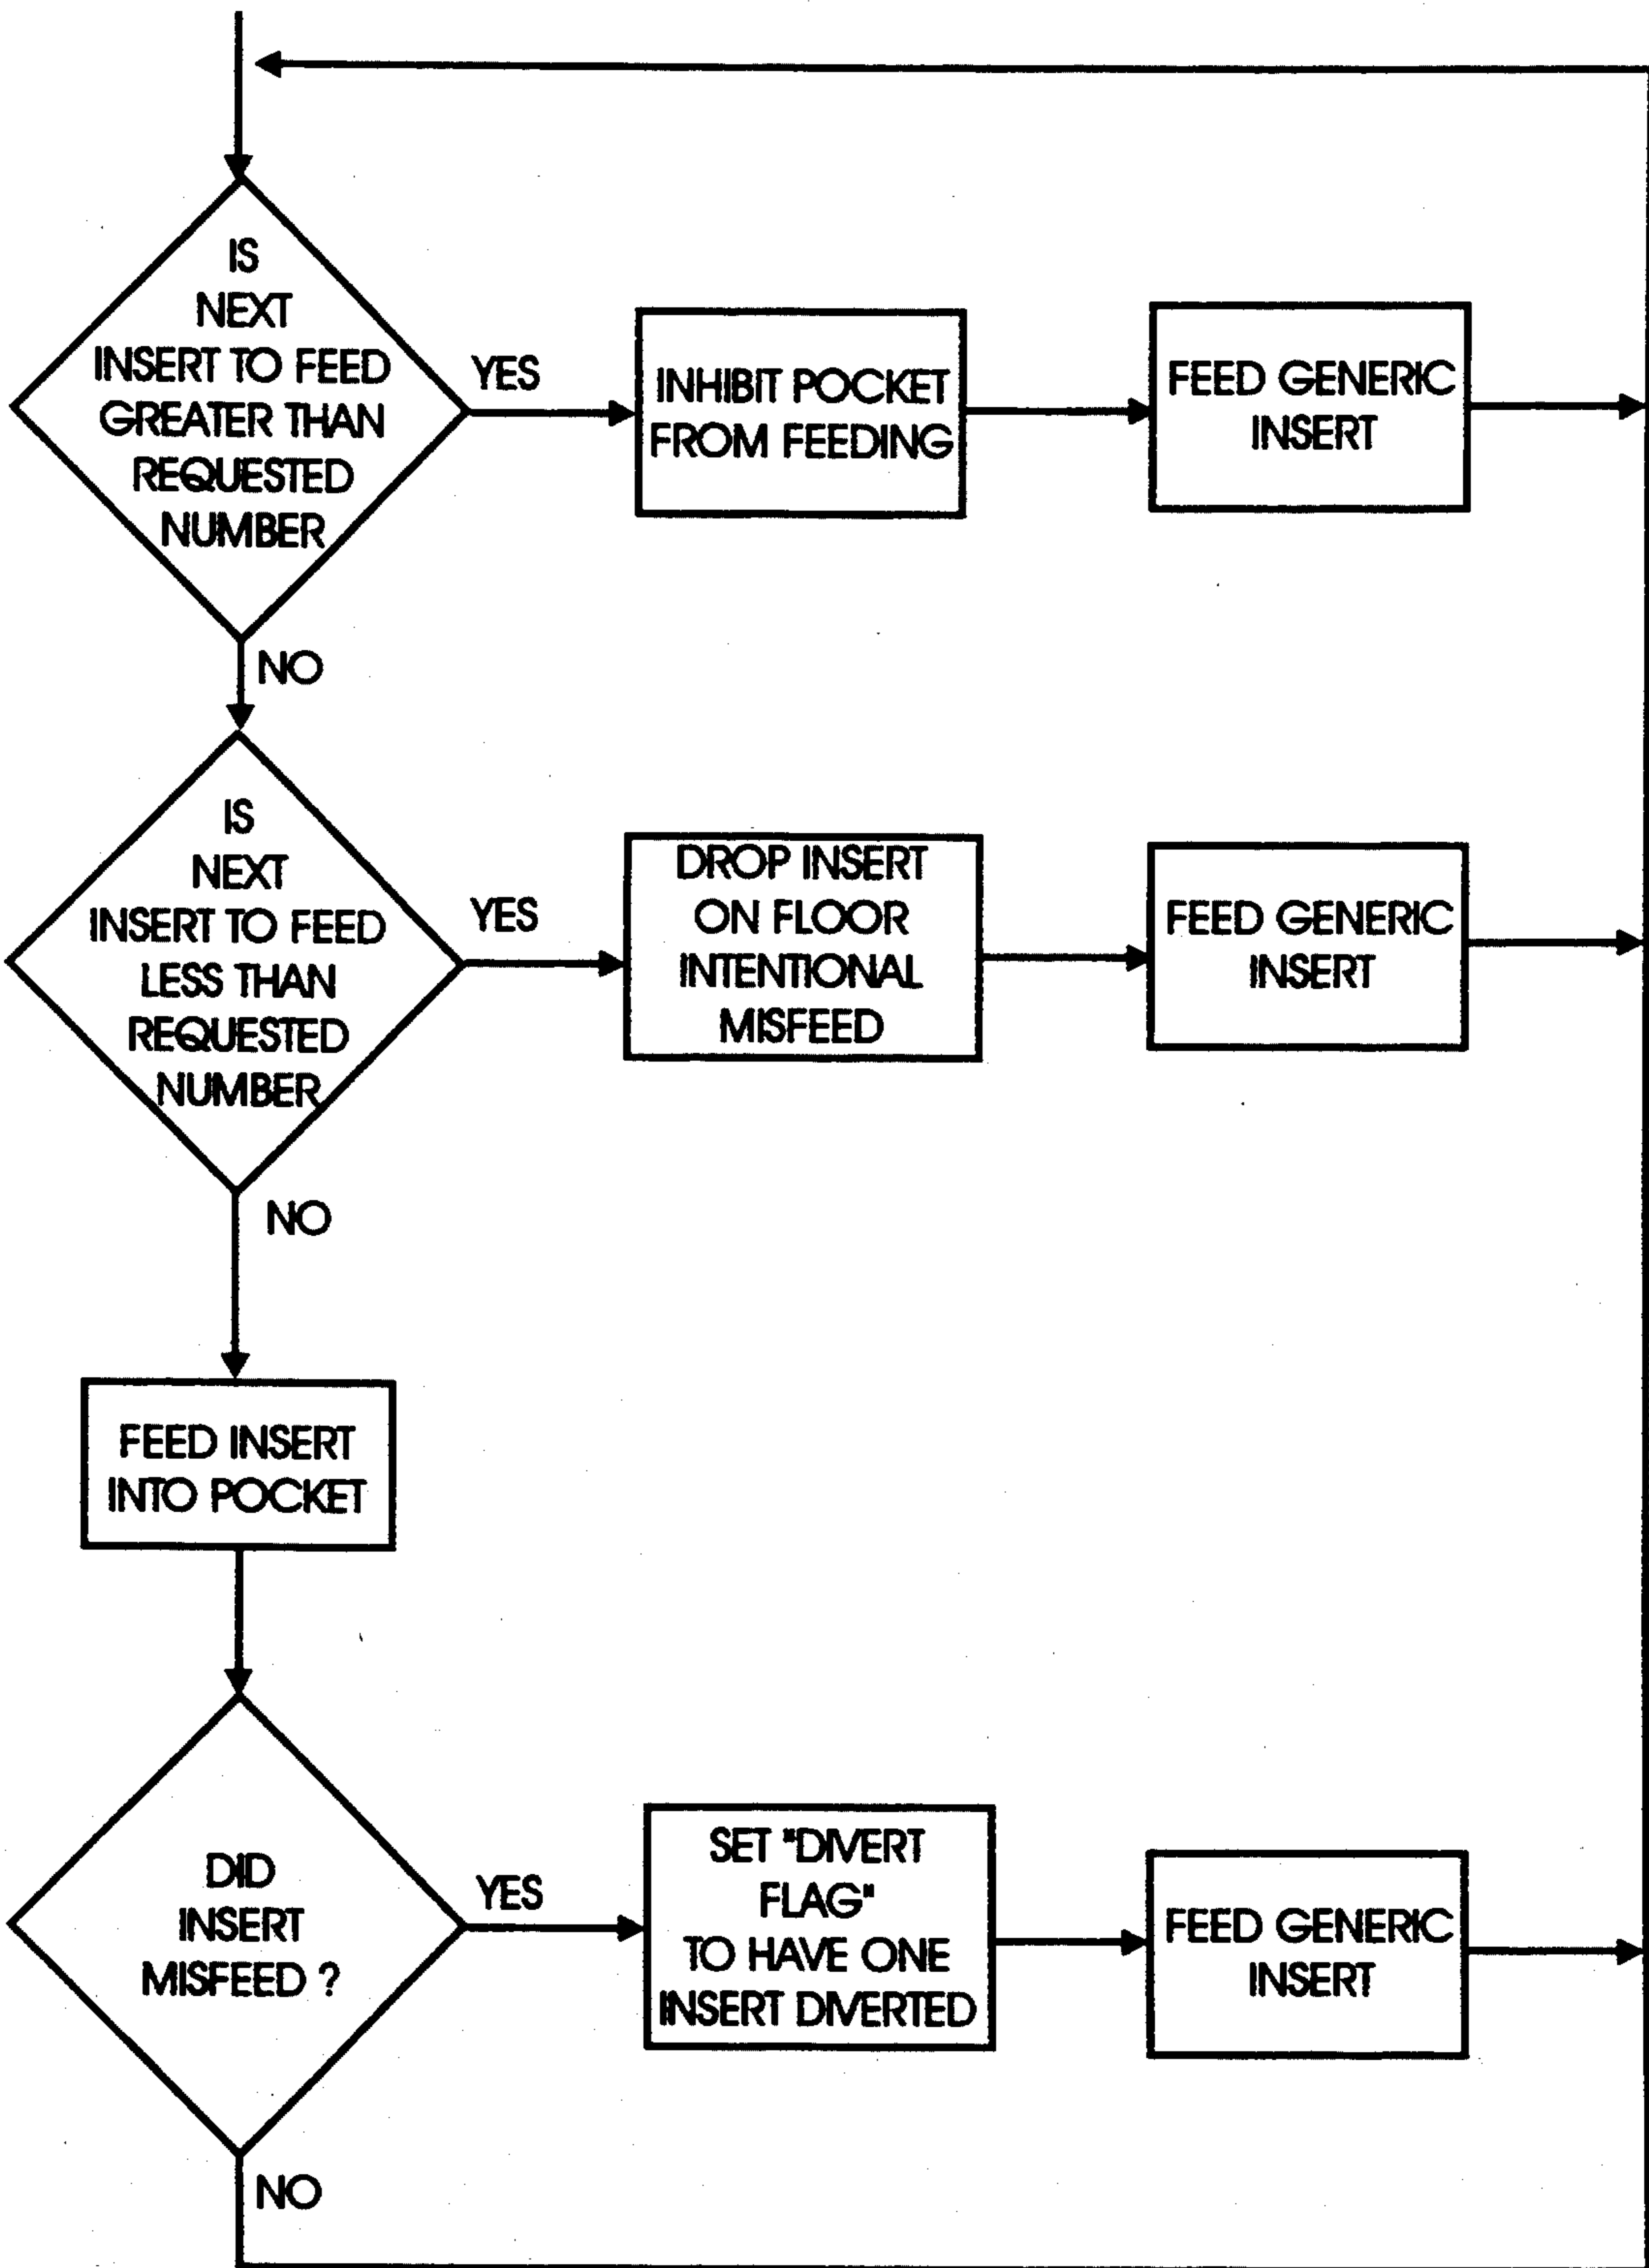 IS
NEXT
INSERT TO FEED
GREATER THAN
REQUESTED
NUMBER
YES
INHIBIT POCKET
FROM FEEDING
FEED GENERIC
INSERT
NO
IS
NEXT
INSERT TO FEED
LESS THAN
REQUESTED
NUMBER
YES
DROP INSERT
ON FLOOR
INTENTIONAL
MISFEED
FEED GENERIC
INSERT
NO
FEED INSERT
INTO POCKET
DID
INSERT
MISFEED ?
YES
SET "DIVERT
FLAG"
TO HAVE ONE
INSERT DIVERTED
FEED GENERIC
INSERT
NO